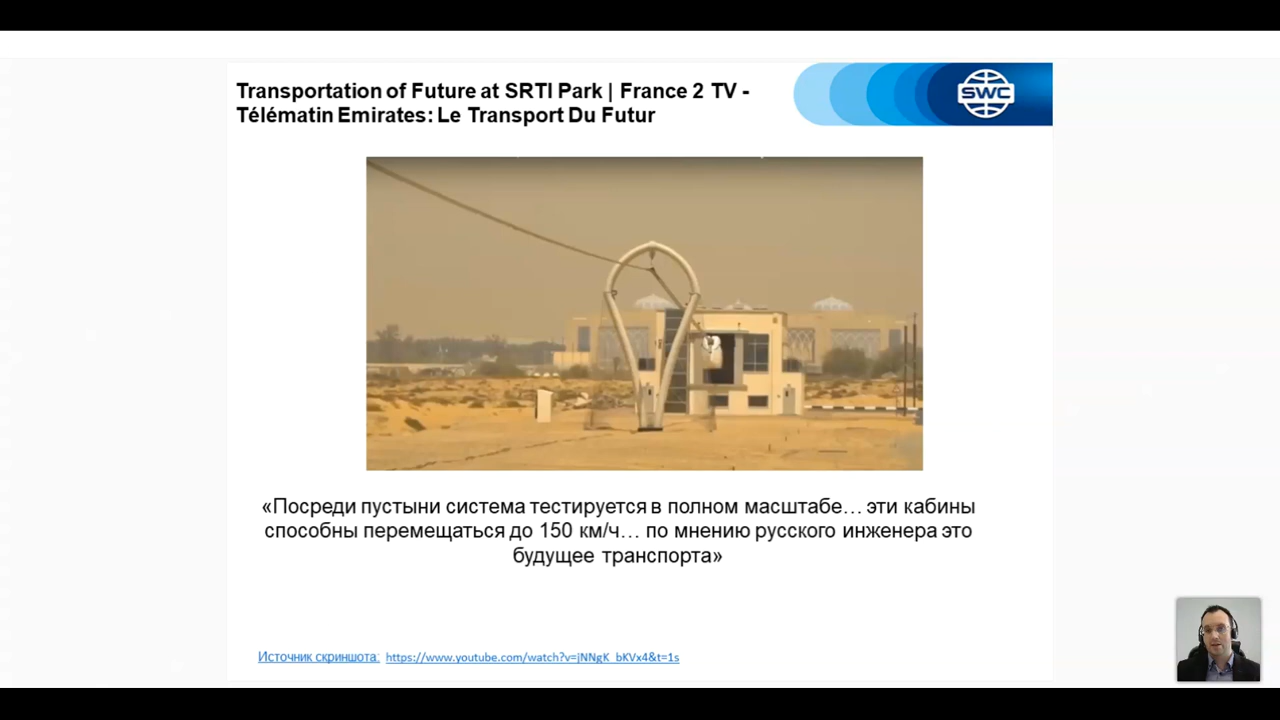 Transportation of Future at SRTI Park | France 2 TV -
Télématin Emirates: Le Transport Du Futur
SWC
«Посреди пустыни система тестируется в полном масштабе… эти кабины
способны перемещаться до 150 км/ч… по мнению русского инженера это
будущее транспорта»
Источник скриншота: https://www.youtube.com/watch?v=jNNgK_bKVx4&t=1s